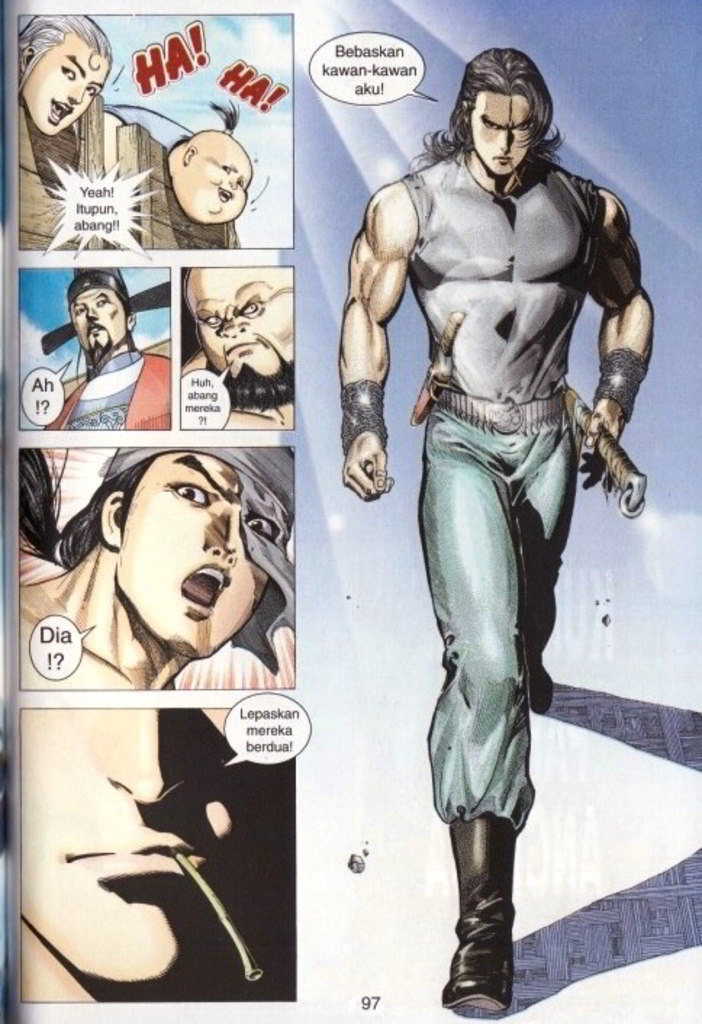 HA!
HA!
Yeah!
Itupun,
abang!!
Ah
!?
Huh,
abang
mereka
?!
Dia
!?
Lepaskan
mereka
berdua!
Bebaskan
kawan-kawan
aku!
97